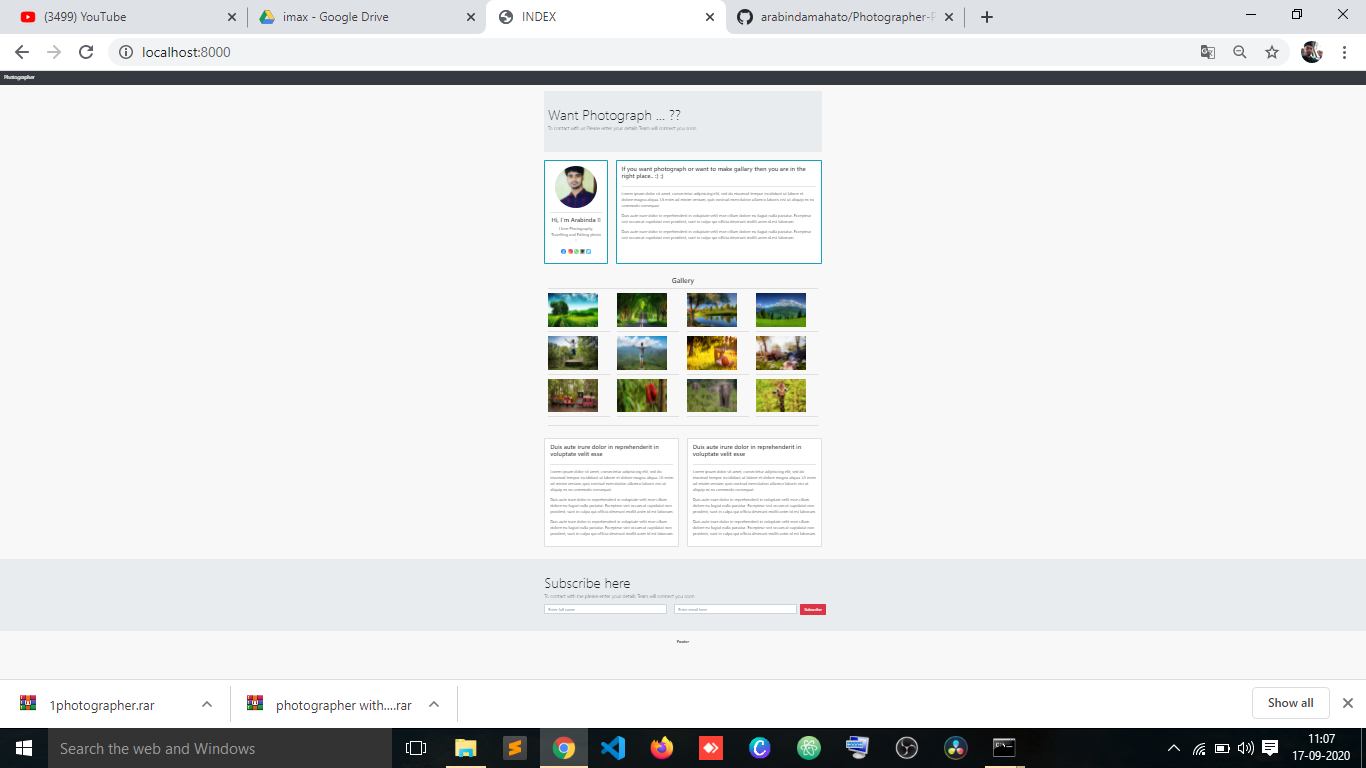 (3499) YouTube
imax - Google Drive
INDEX
arabindamahato/Photographer-
localhost:8000
Photographer
Want Photograph ... ??
To contact with us Please enter your details Team will connect you soon
Hi, I'm Arabinda
I love Photography,
Travelling and Editing photo
If you want photograph or want to make gallary then you are in the
right place.. :) :)
Lorem ipsum dolor sit amet, consectetur adipiscing elit, sed do eiusmod tempor incididunt ut labore et
dolore magna aliqua. Ut enim ad minim veniam, quis nostrud exercitation ullamco laboris nisi ut aliquip ex ea
commodo consequat.
Duis aute irure dolor in reprehenderit in voluptate velit esse cillum dolore eu fugiat nulla pariatur. Excepteur
sint occaecat cupidatat non proident, sunt in culpa qui officia deserunt mollit anim id est laborum.
Duis aute irure dolor in reprehenderit in voluptate velit esse cillum dolore eu fugiat nulla pariatur. Excepteur
sint occaecat cupidatat non proident, sunt in culpa qui officia deserunt mollit anim id est laborum.
Gallery
Duis aute irure dolor in reprehenderit in
voluptate velit esse
Lorem ipsum dolor sit amet, consectetur adipiscing elit, sed do
eiusmod tempor incididunt ut labore et dolore magna aliqua. Ut enim
ad minim veniam, quis nostrud exercitation ullamco laboris nisi ut
aliquip ex ea commodo consequat.
Duis aute irure dolor in reprehenderit in voluptate velit esse cillum
dolore eu fugiat nulla pariatur. Excepteur sint occaecat cupidatat non
proident, sunt in culpa qui officia deserunt mollit anim id est laborum.
Duis aute irure dolor in reprehenderit in voluptate velit esse cillum
dolore eu fugiat nulla pariatur. Excepteur sint occaecat cupidatat non
proident, sunt in culpa qui officia deserunt mollit anim id est laborum.
Duis aute irure dolor in reprehenderit in
voluptate velit esse
Lorem ipsum dolor sit amet, consectetur adipiscing elit, sed do
eiusmod tempor incididunt ut labore et dolore magna aliqua. Ut enim
ad minim veniam, quis nostrud exercitation ullamco laboris nisi ut
aliquip ex ea commodo consequat.
Duis aute irure dolor in reprehenderit in voluptate velit esse cillum
dolore eu fugiat nulla pariatur. Excepteur sint occaecat cupidatat non
proident, sunt in culpa qui officia deserunt mollit anim id est laborum.
Duis aute irure dolor in reprehenderit in voluptate velit esse cillum
dolore eu fugiat nulla pariatur. Excepteur sint occaecat cupidatat non
proident, sunt in culpa qui officia deserunt mollit anim id est laborum.
Subscribe here
To contact with me please enter your details Team will connect you soon
Enter full name
Enter email here
Subscribe
Footer
1photographer.rar
photographer with....rar
Show all
Search the web and Windows
11:07
17-09-2020